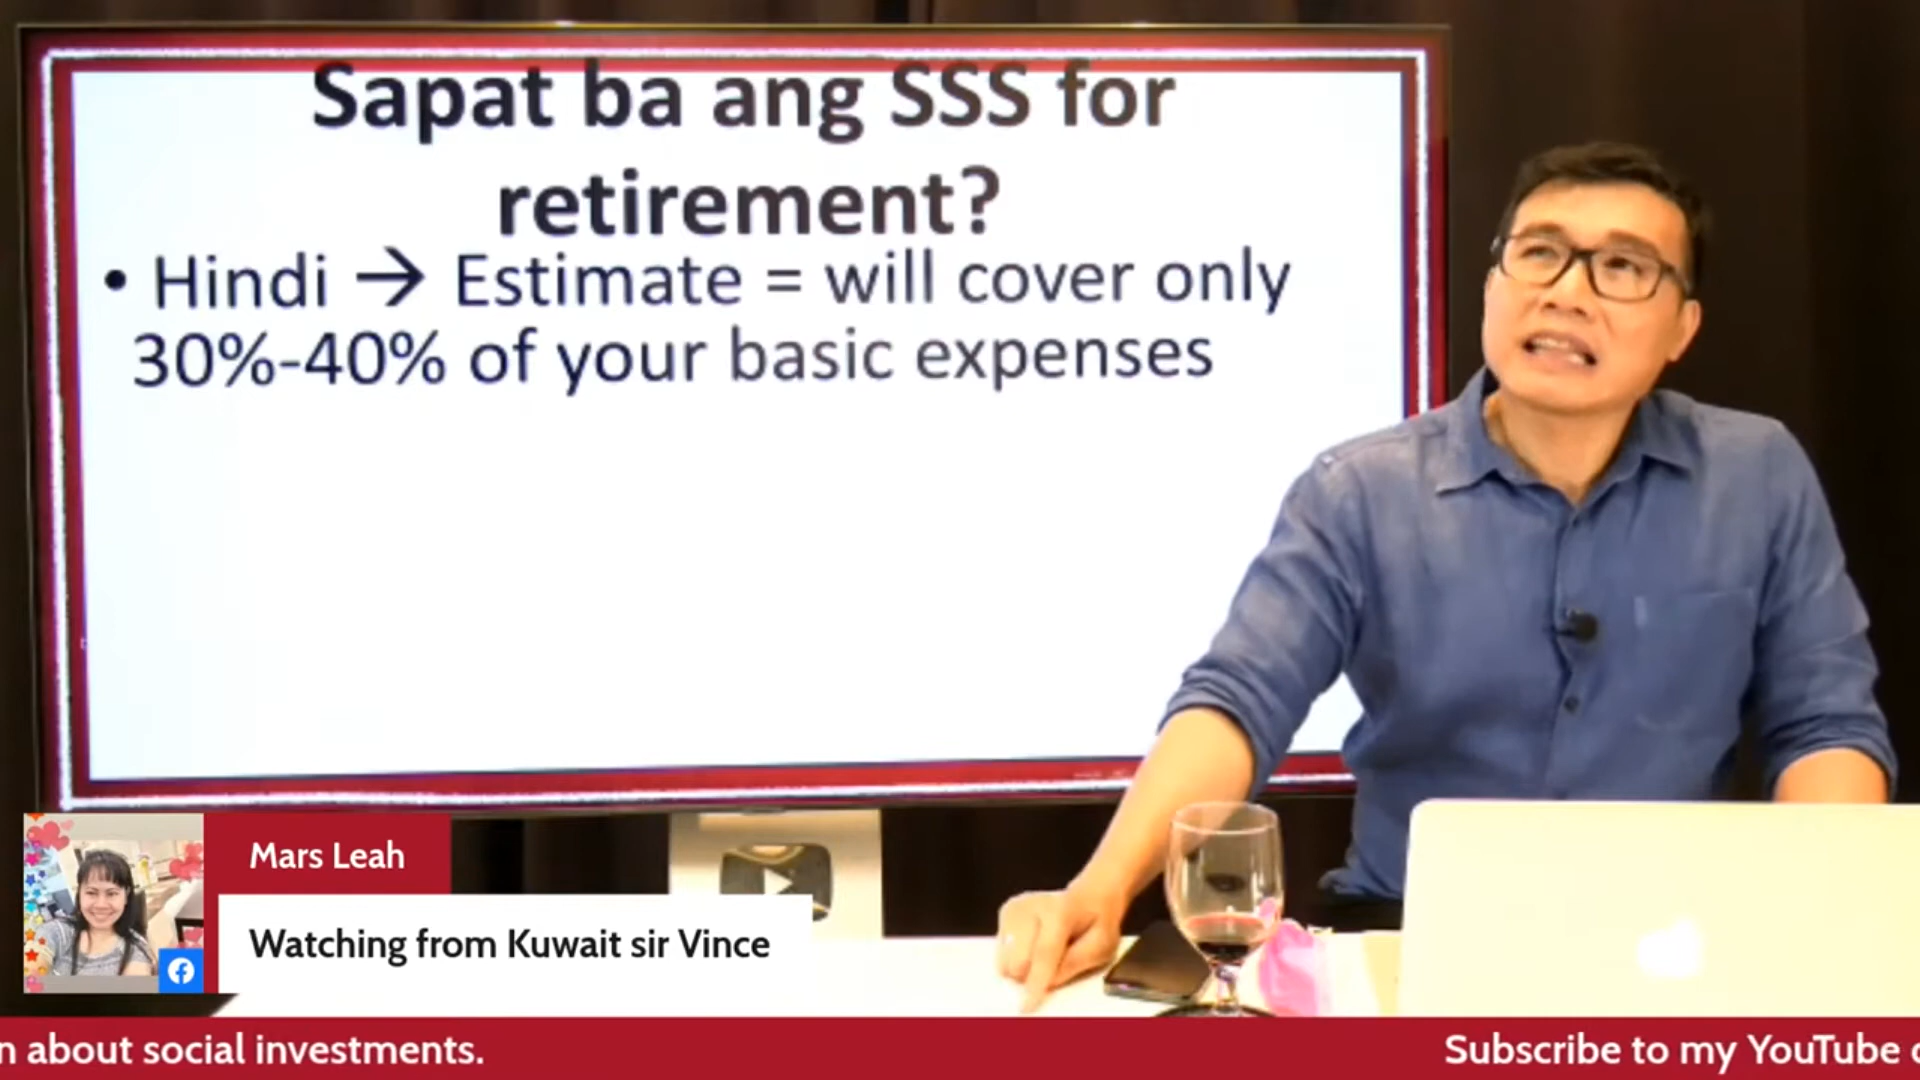 Sapat ba ang SSS for
retirement?
• Hindi → Estimate = will cover only
30%-40% of your basic expenses
Mars Leah
Watching from Kuwait sir Vince
n about social investments.
Subscribe to my YouTube